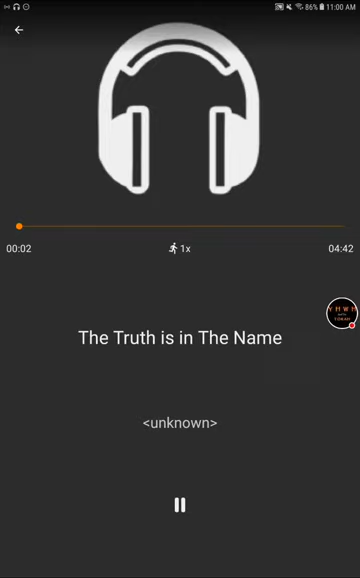 86% 11:00 AM
00:02 1x 04:42
The Truth is in The Name
<unknown>